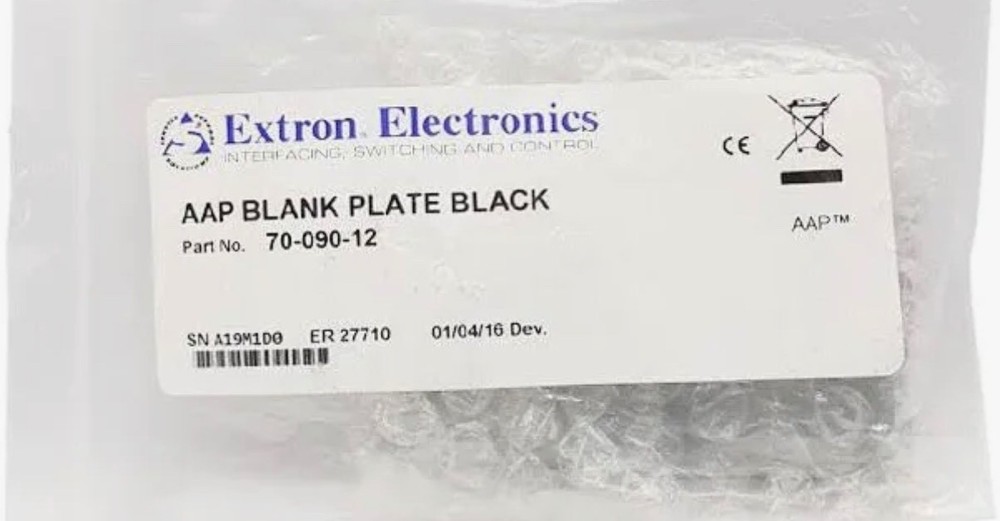 Extron Electronics
INTERFACING, SWITCHING AND CONTROL
CE
AAP BLANK PLATE BLACK
AAP™
Part No. 70-090-12
SN A19M1D0 ER 27710 01/04/16 Dev.